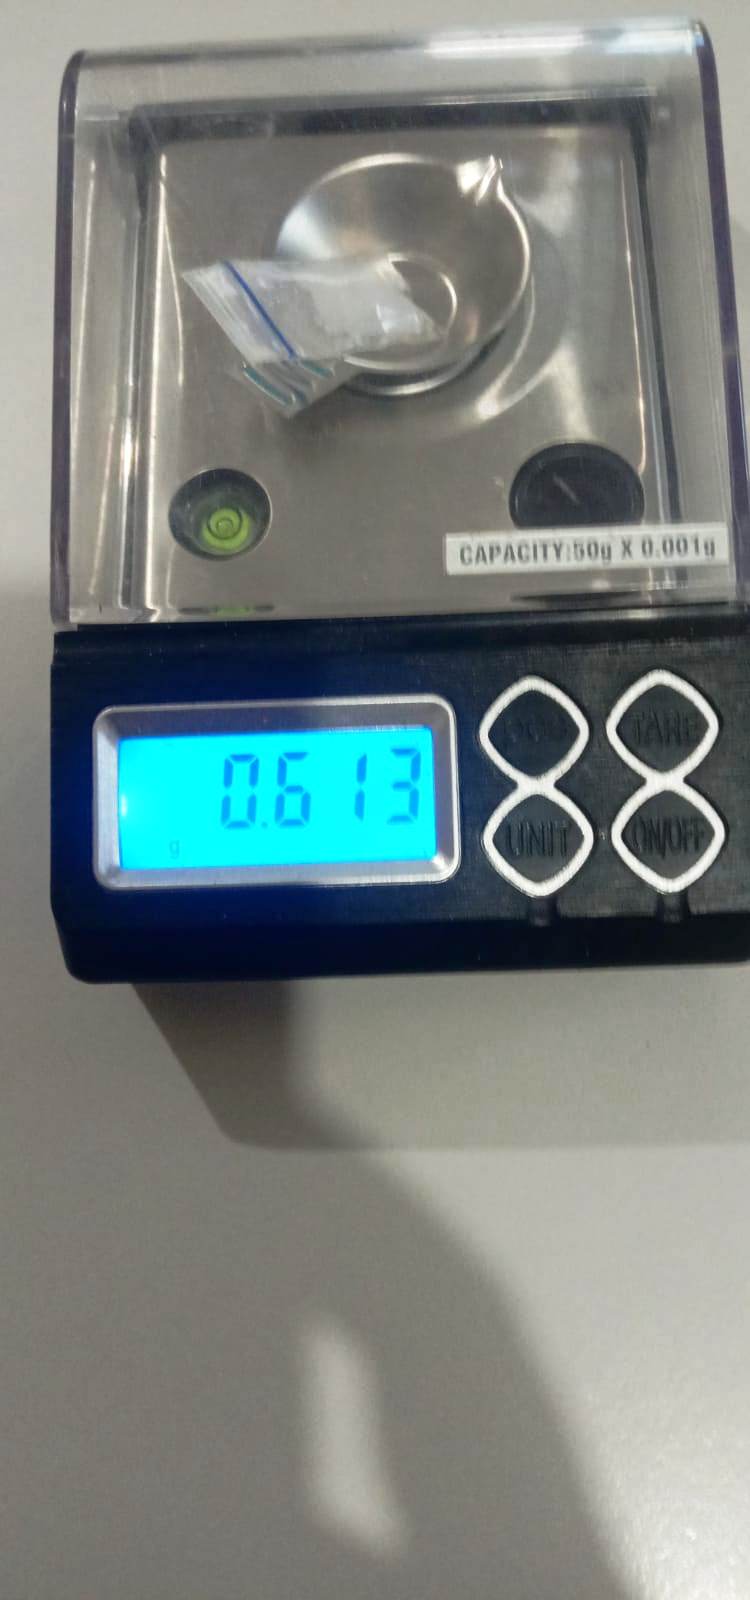 CAPACITY:50g X 0.001g
0.613
g
TARE
UNIT
ON/OFF